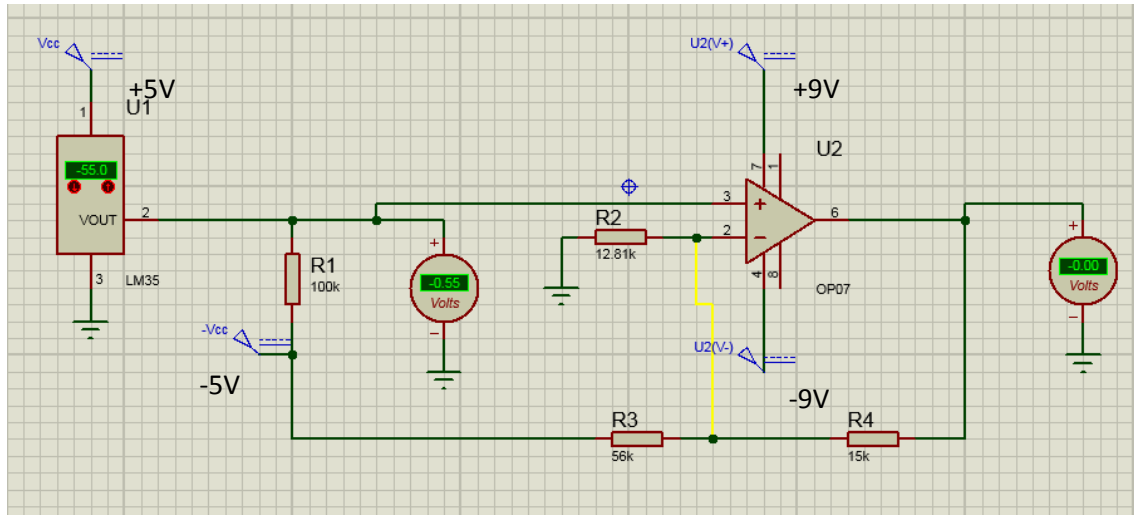 Vcc
+5V
U1
1
-55.0
VOUT
2
3
LM35
R1
100k
-0.55
Volts
+
−
-Vcc
-5V
U2(V+)
+9V
U2
7
1
3
+
2
−
6
4
8
OP07
R2
12.81k
U2(V-)
-9V
R3
56k
R4
15k
+
-0.00
Volts
−